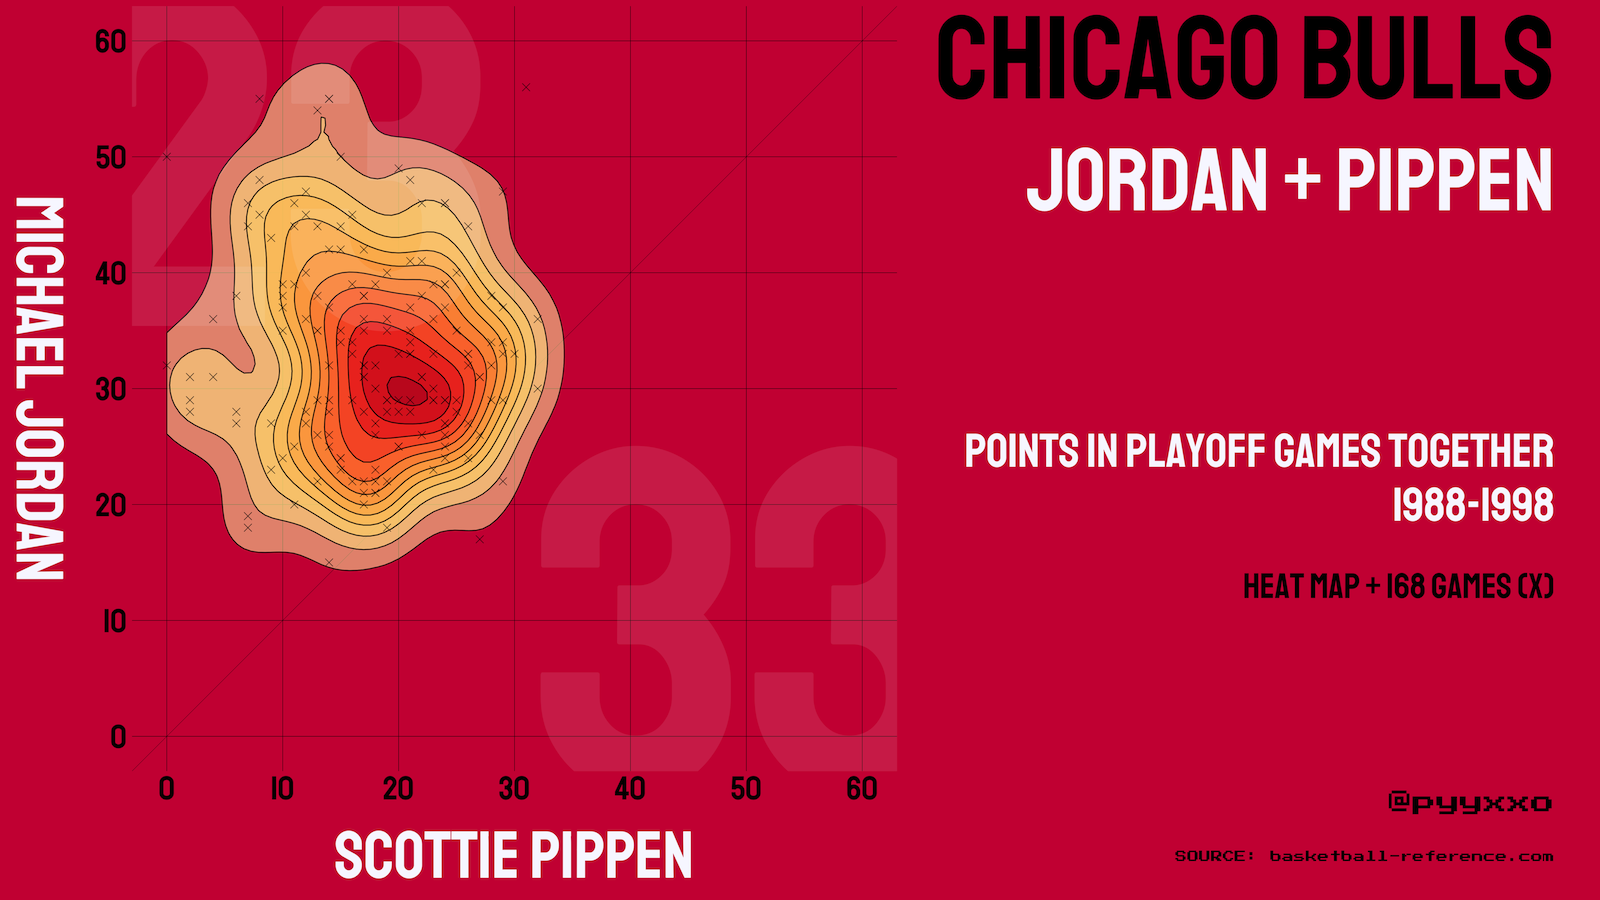 CHICAGO BULLS
JORDAN + PIPPEN
23
33
60
50
40
30
20
10
0
MICHAEL JORDAN
0 10 20 30 40 50 60
SCOTTIE PIPPEN
POINTS IN PLAYOFF GAMES TOGETHER
1988-1998
HEAT MAP + 168 GAMES (X)
@pyyxxo
SOURCE: basketball-reference.com